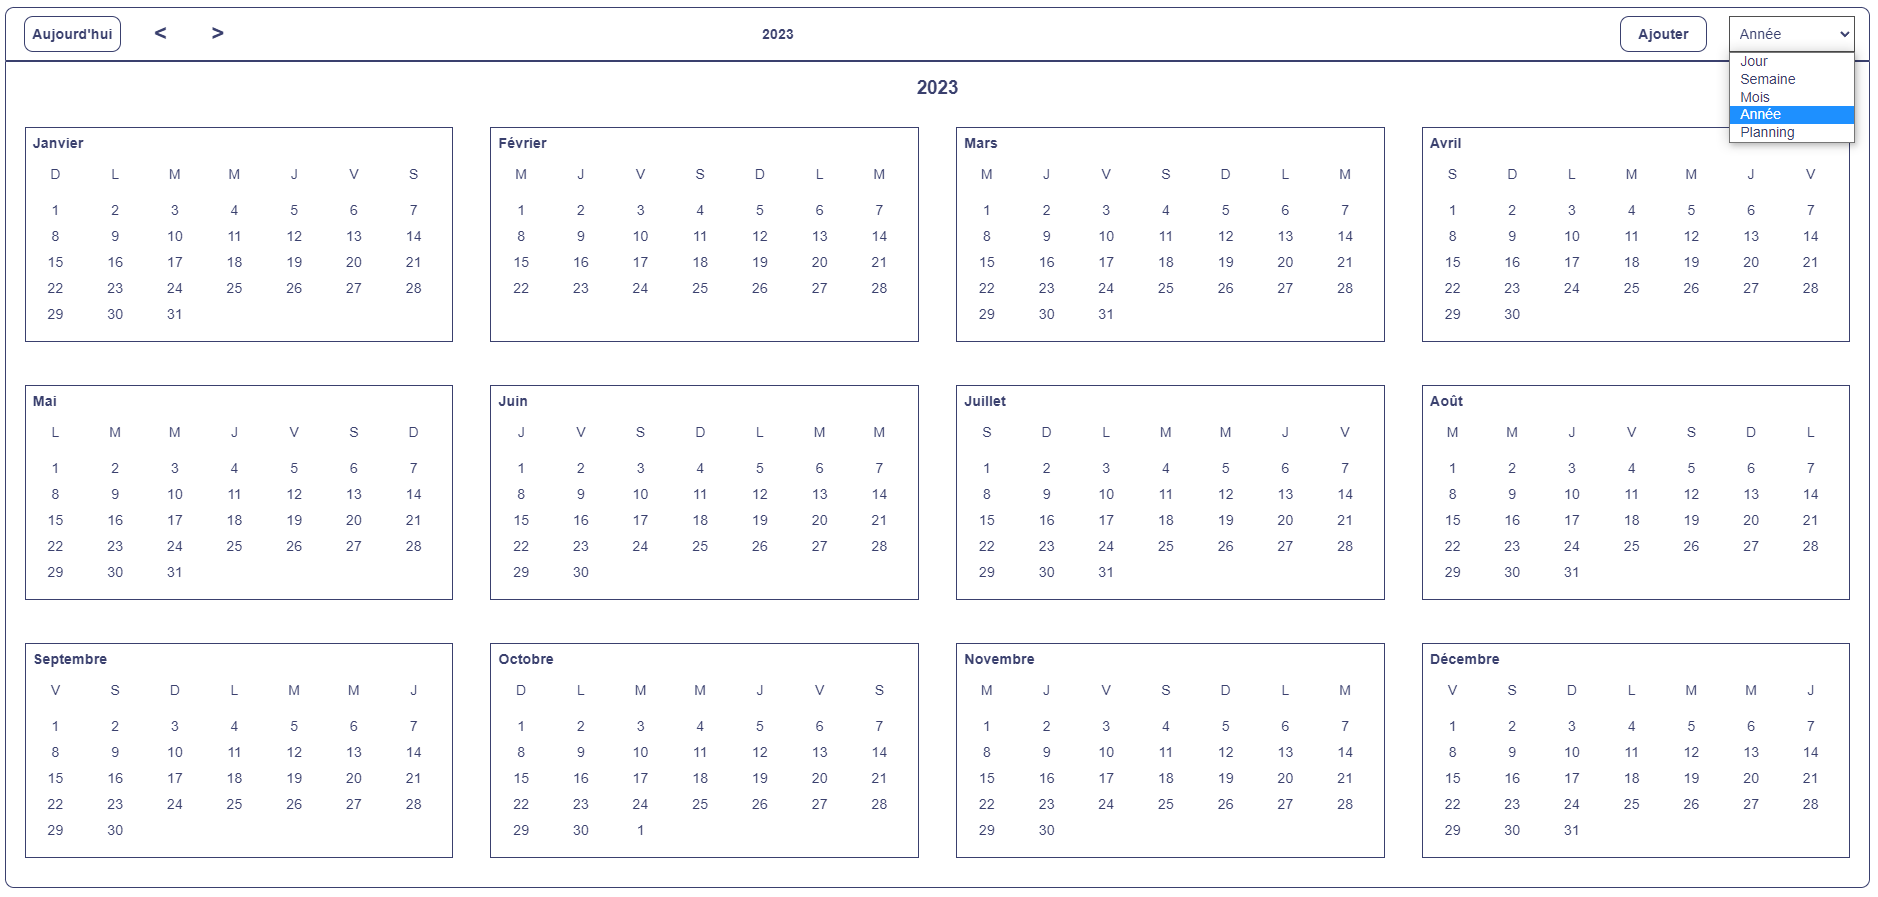 Aujourd'hui < > 2023 Ajouter Année
Jour
Semaine
Mois
Année
Planning
2023
Janvier
D L M M J V S
1 2 3 4 5 6 7
8 9 10 11 12 13 14
15 16 17 18 19 20 21
22 23 24 25 26 27 28
29 30 31
Février
M J V S D L M
1 2 3 4 5 6 7
8 9 10 11 12 13 14
15 16 17 18 19 20 21
22 23 24 25 26 27 28
Mars
M J V S D L M
1 2 3 4 5 6 7
8 9 10 11 12 13 14
15 16 17 18 19 20 21
22 23 24 25 26 27 28
29 30 31
Avril
S D L M M J V
1 2 3 4 5 6 7
8 9 10 11 12 13 14
15 16 17 18 19 20 21
22 23 24 25 26 27 28
29 30
Mai
L M M J V S D
1 2 3 4 5 6 7
8 9 10 11 12 13 14
15 16 17 18 19 20 21
22 23 24 25 26 27 28
29 30 31
Juin
J V S D L M M
1 2 3 4 5 6 7
8 9 10 11 12 13 14
15 16 17 18 19 20 21
22 23 24 25 26 27 28
29 30
Juillet
S D L M M J V
1 2 3 4 5 6 7
8 9 10 11 12 13 14
15 16 17 18 19 20 21
22 23 24 25 26 27 28
29 30 31
Août
M M J V S D L
1 2 3 4 5 6 7
8 9 10 11 12 13 14
15 16 17 18 19 20 21
22 23 24 25 26 27 28
29 30 31
Septembre
V S D L M M J
1 2 3 4 5 6 7
8 9 10 11 12 13 14
15 16 17 18 19 20 21
22 23 24 25 26 27 28
29 30
Octobre
D L M M J V S
1 2 3 4 5 6 7
8 9 10 11 12 13 14
15 16 17 18 19 20 21
22 23 24 25 26 27 28
29 30 1
Novembre
M J V S D L M
1 2 3 4 5 6 7
8 9 10 11 12 13 14
15 16 17 18 19 20 21
22 23 24 25 26 27 28
29 30
Décembre
V S D L M M J
1 2 3 4 5 6 7
8 9 10 11 12 13 14
15 16 17 18 19 20 21
22 23 24 25 26 27 28
29 30 31